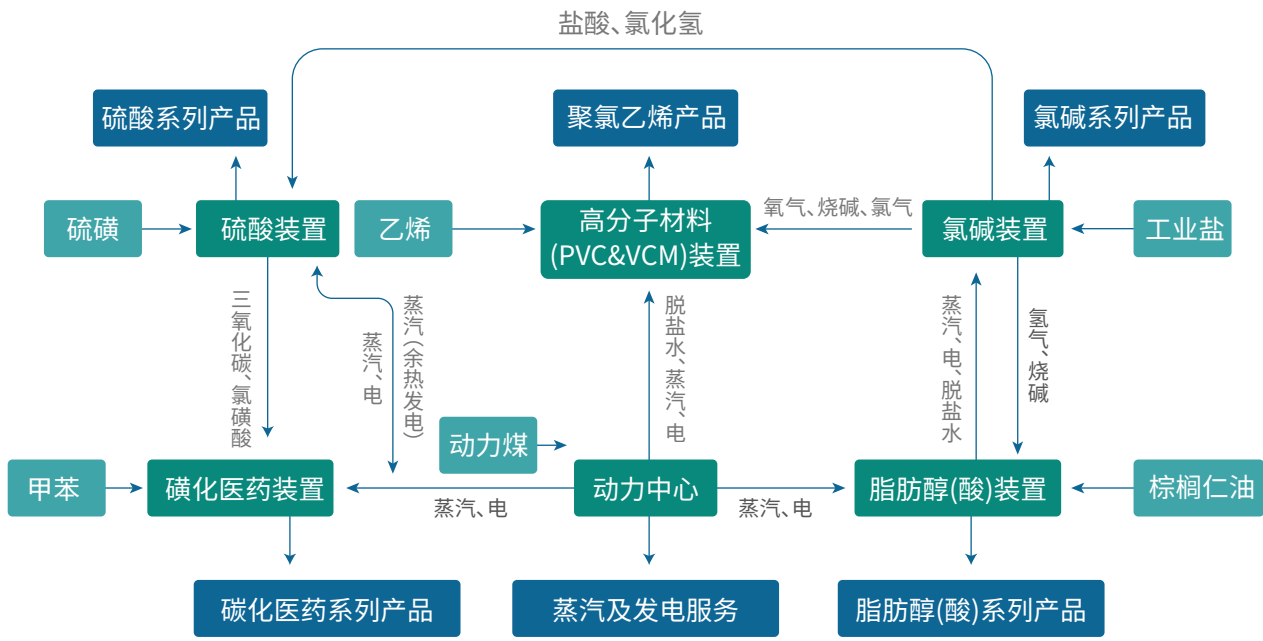 盐酸、氯化氢
硫酸系列产品
聚氯乙烯产品
氯碱系列产品
硫磺
硫酸装置
乙烯
高分子材料
(PVC&VCM)装置
氧气、烧碱、氯气
氯碱装置
工业盐
三氧化碳、氯磺酸
蒸汽、电
蒸汽（余热发电）
脱盐水、蒸汽、电
蒸汽、电、脱盐水
氢气、烧碱
动力煤
甲苯
磺化医药装置
蒸汽、电
动力中心
蒸汽、电
脂肪醇(酸)装置
棕榈仁油
碳化医药系列产品
蒸汽及发电服务
脂肪醇(酸)系列产品